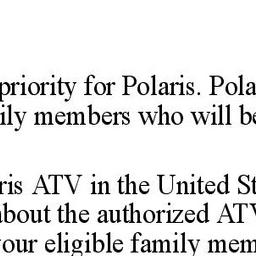 priority for Polaris. Pola
ily members who will be
ris ATV in the United St
about the authorized ATV
your eligible family mem